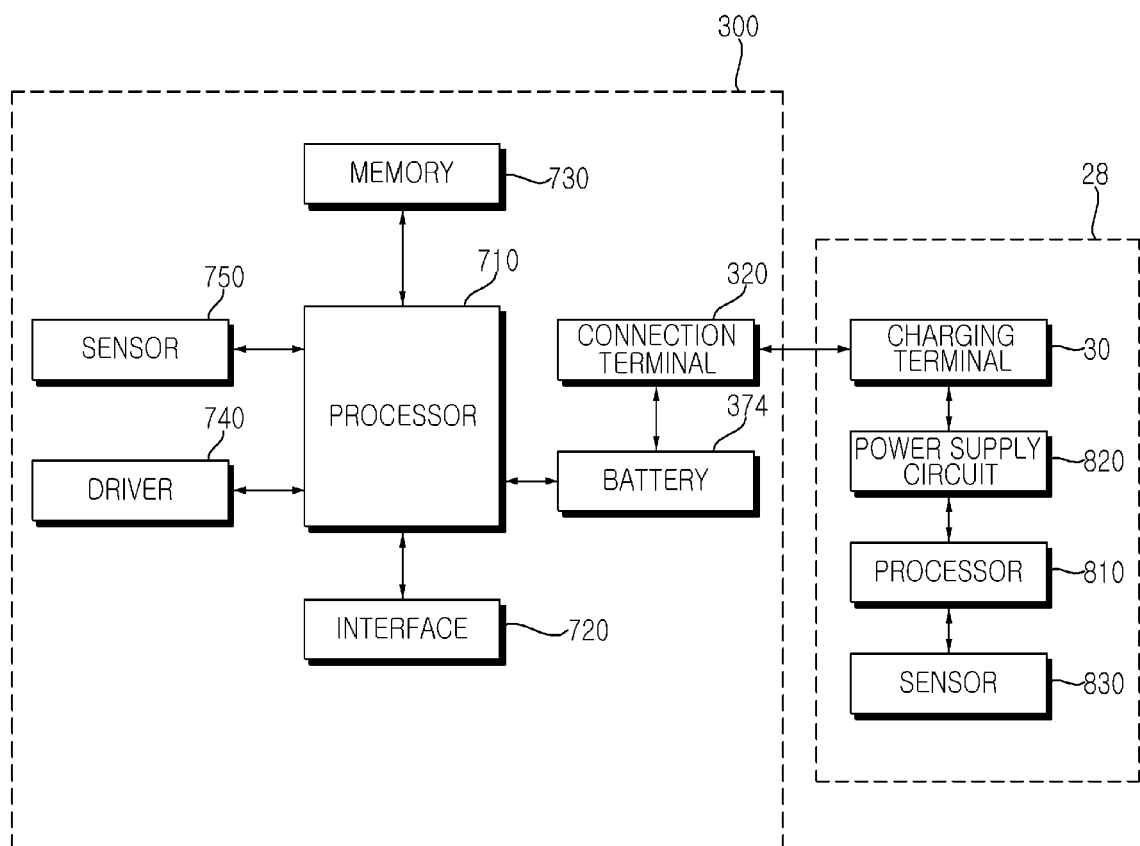 300
MEMORY
730
28
710
750
320
SENSOR
CONNECTION
TERMINAL
CHARGING
TERMINAL
30
PROCESSOR
374
740
DRIVER
BATTERY
POWER SUPPLY
CIRCUIT
820
PROCESSOR
810
INTERFACE
720
SENSOR
830